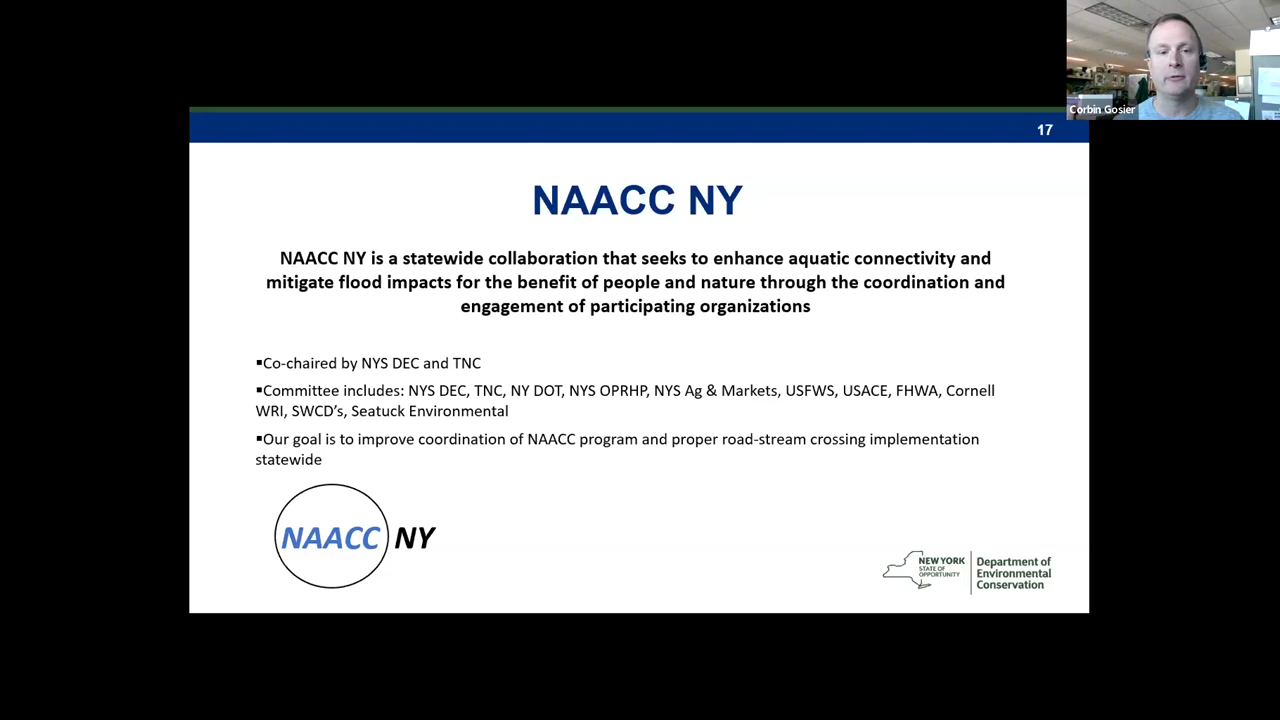 Corbin Gosier
17
NAACC NY
NAACC NY is a statewide collaboration that seeks to enhance aquatic connectivity and
mitigate flood impacts for the benefit of people and nature through the coordination and
engagement of participating organizations
▪Co-chaired by NYS DEC and TNC
▪Committee includes: NYS DEC, TNC, NY DOT, NYS OPRHP, NYS Ag & Markets, USFWS, USACE, FHWA, Cornell
WRI, SWCD’s, Seatuck Environmental
▪Our goal is to improve coordination of NAACC program and proper road-stream crossing implementation
statewide
NAACC NY
NEW YORK
STATE OF
OPPORTUNITY
Department of
Environmental
Conservation